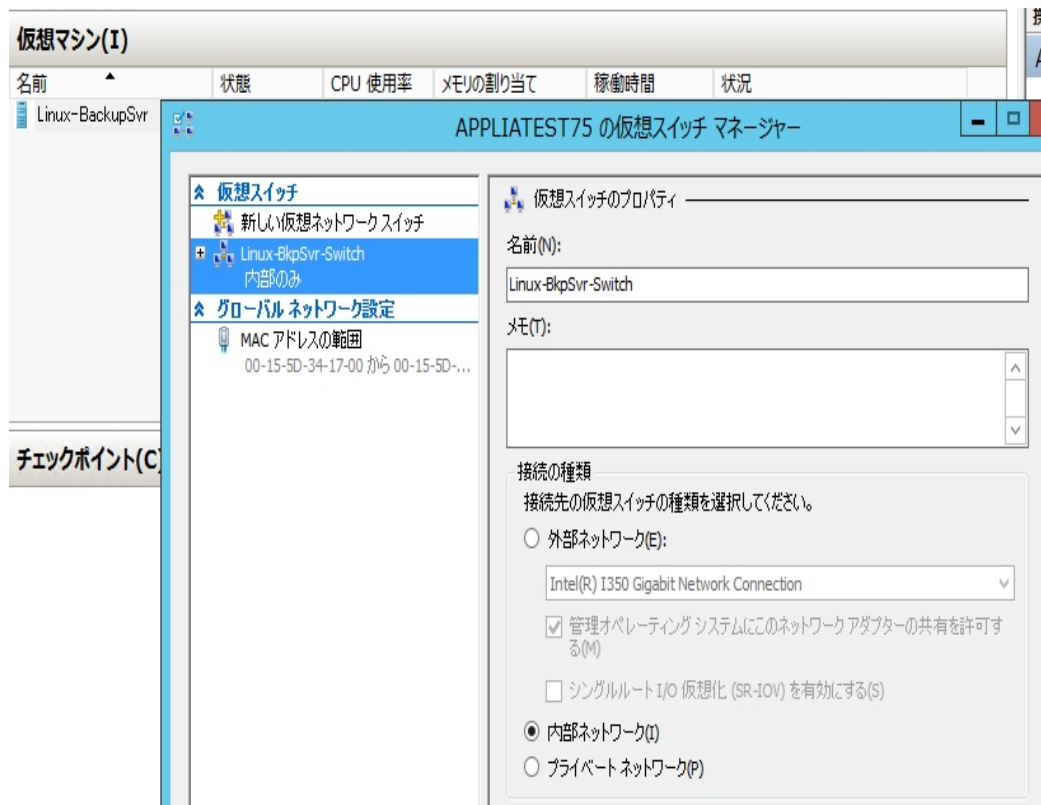 仮想マシン(I)
名前 状態 CPU 使用率 メモリの割り当て 稼働時間 状況
Linux-BackupSvr
APPLIATEST75 の仮想スイッチ マネージャー
仮想スイッチ
新しい仮想ネットワーク スイッチ
Linux-BkpSvr-Switch
内部のみ
グローバル ネットワーク設定
MAC アドレスの範囲
00-15-5D-34-17-00 から 00-15-5D-...
仮想スイッチのプロパティ
名前(N):
Linux-BkpSvr-Switch
メモ(T):
接続の種類
接続先の仮想スイッチの種類を選択してください。
外部ネットワーク(E):
Intel(R) I350 Gigabit Network Connection
管理オペレーティング システムにこのネットワーク アダプターの共有を許可す
る(M)
シングルルート I/O 仮想化 (SR-IOV) を有効にする(S)
内部ネットワーク(I)
プライベート ネットワーク(P)
チェックポイント(C)